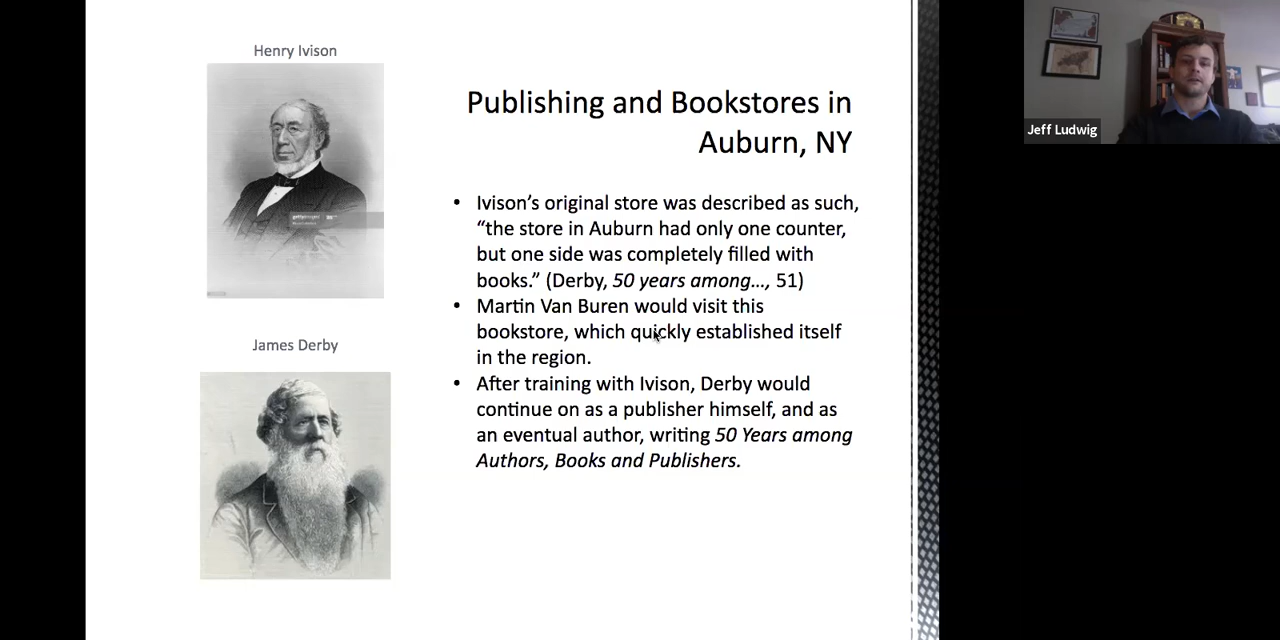 Henry Ivison
gettyimages
Publishing and Bookstores in
Auburn, NY
• Ivison’s original store was described as such,
“the store in Auburn had only one counter,
but one side was completely filled with
books.” (Derby, 50 years among…, 51)
• Martin Van Buren would visit this
bookstore, which quickly established itself
in the region.
• After training with Ivison, Derby would
continue on as a publisher himself, and as
an eventual author, writing 50 Years among
Authors, Books and Publishers.
James Derby
Jeff Ludwig